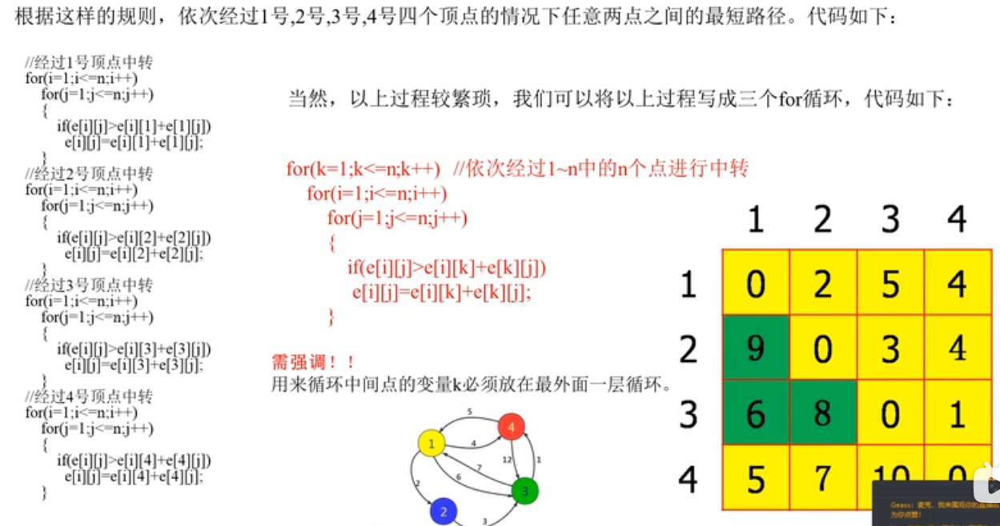 根据这样的规则，依次经过1号,2号,3号,4号四个顶点的情况下任意两点之间的最短路径。代码如下：
//经过1号顶点中转
for(i=1;i<=n;i++)
for(j=1;j<=n;j++)
{
if(e[i][j]>e[i][1]+e[1][j])
e[i][j]=e[i][1]+e[1][j];
}
//经过2号顶点中转
for(i=1;i<=n;i++)
for(j=1;j<=n;j++)
{
if(e[i][j]>e[i][2]+e[2][j])
e[i][j]=e[i][2]+e[2][j];
}
//经过3号顶点中转
for(i=1;i<=n;i++)
for(j=1;j<=n;j++)
{
if(e[i][j]>e[i][3]+e[3][j])
e[i][j]=e[i][3]+e[3][j];
}
//经过4号顶点中转
for(i=1;i<=n;i++)
for(j=1;j<=n;j++)
{
if(e[i][j]>e[i][4]+e[4][j])
e[i][j]=e[i][4]+e[4][j];
}
当然，以上过程较繁琐，我们可以将以上过程写成三个for循环，代码如下：
for(k=1;k<=n;k++) //依次经过1~n中的n个点进行中转
for(i=1;i<=n;i++)
for(j=1;j<=n;j++)
{
if(e[i][j]>e[i][k]+e[k][j])
e[i][j]=e[i][k]+e[k][j];
}
需强调！！
用来循环中间点的变量k必须放在最外面一层循环。
5
4
1
4
12
1
7
6
3
2
2
3
1 2 3 4
1 0 2 5 4
2 9 0 3 4
3 6 8 0 1
4 5 7 10 0
Geass：
为你点赞！